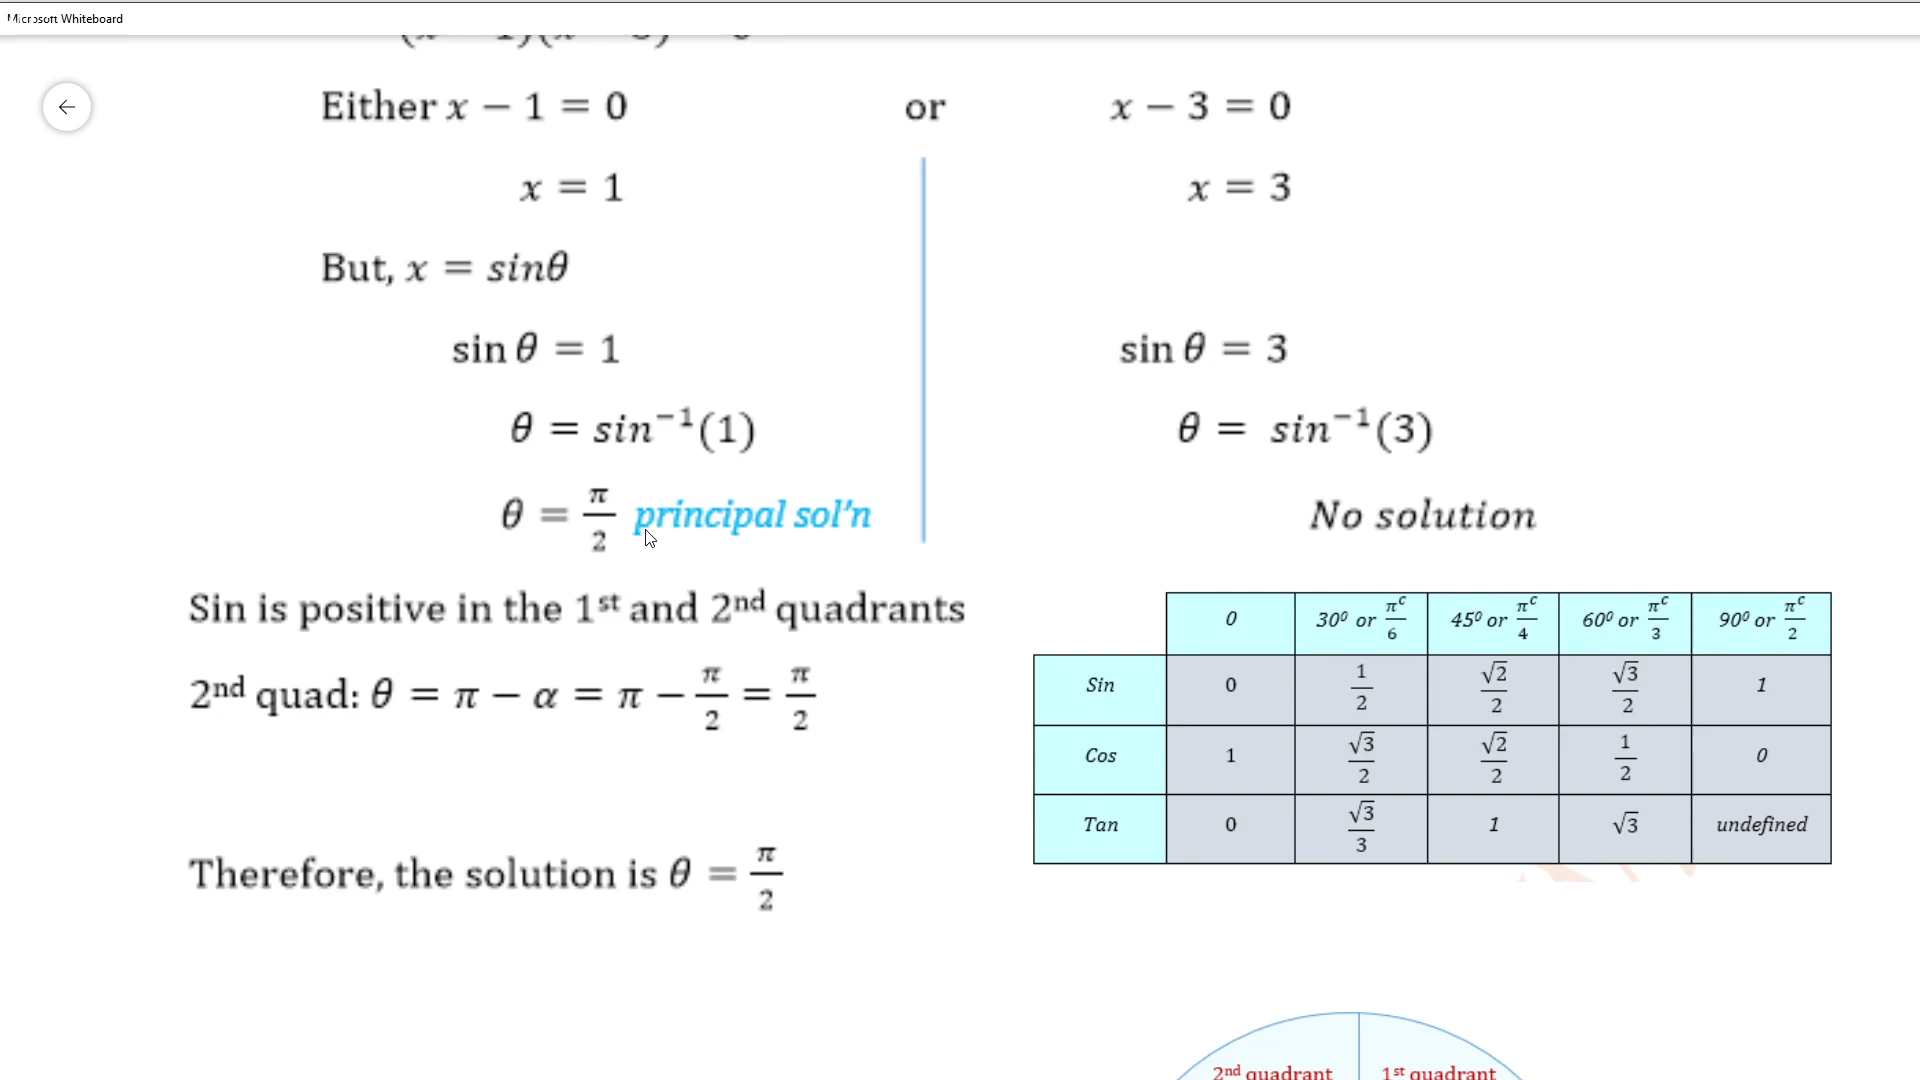 Microsoft Whiteboard
Either x − 1 = 0 or x − 3 = 0
x = 1 x = 3
But, x = sinθ
sin θ = 1 sin θ = 3
θ = sin⁻¹(1) θ = sin⁻¹(3)
θ = π/2 principal sol'n No solution
Sin is positive in the 1st and 2nd quadrants
2nd quad: θ = π − α = π − π/2 = π/2
Therefore, the solution is θ = π/2
0 30⁰ or πᶜ/6 45⁰ or πᶜ/4 60⁰ or πᶜ/3 90⁰ or πᶜ/2
Sin 0 1/2 √2/2 √3/2 1
Cos 1 √3/2 √2/2 1/2 0
Tan 0 √3/3 1 √3 undefined
2nd quadrant 1st quadrant